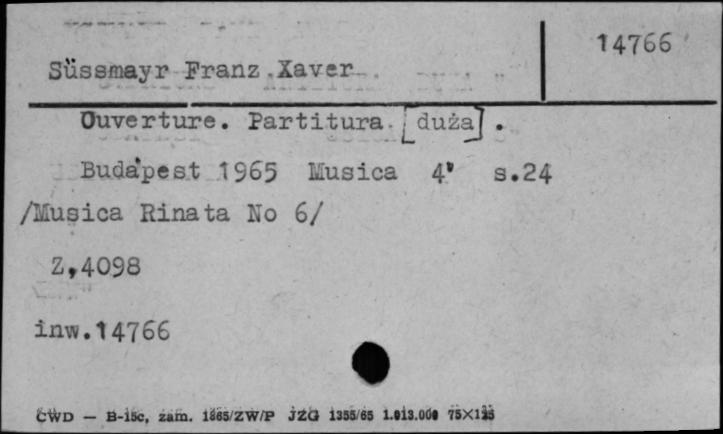 14766
Süssmayr Franz Xaver
Ouverture. Partitura [duża].
Budapest 1965 Musica 4° s.24
/Musica Rinata No 6/
Z,4098
inw.14766
CWD — B-15c, zam. 1865/ZW/P JZG 1355/65 1.013.000 75X125